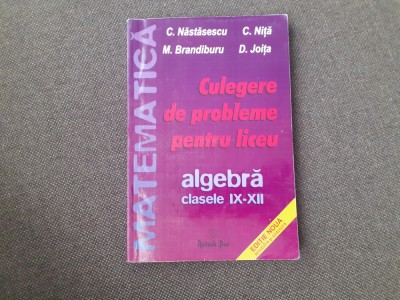 MATEMATICĂ
C. Năstăsescu C. Niță
M. Brandiburu D. Joița
Culegere
de probleme
pentru liceu
algebră
clasele IX-XII
EDIȚIE NOUĂ